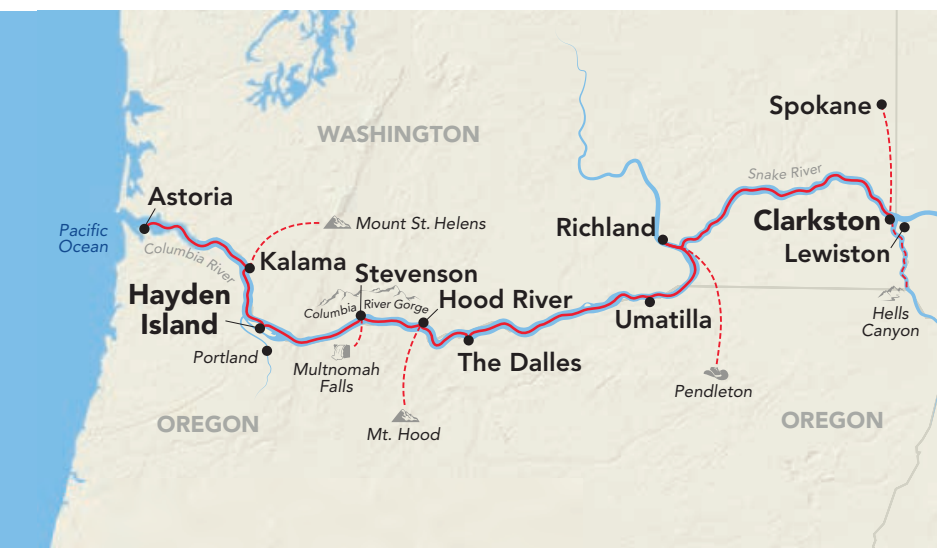 Spokane
WASHINGTON
Snake River
Astoria
Pacific
Ocean
Mount St. Helens
Richland
Clarkston
Lewiston
Columbia River
Kalama
Stevenson
Hayden
Island
Columbia River Gorge
Hood River
Umatilla
Hells
Canyon
Portland
Multnomah
Falls
The Dalles
Pendleton
OREGON
Mt. Hood
OREGON